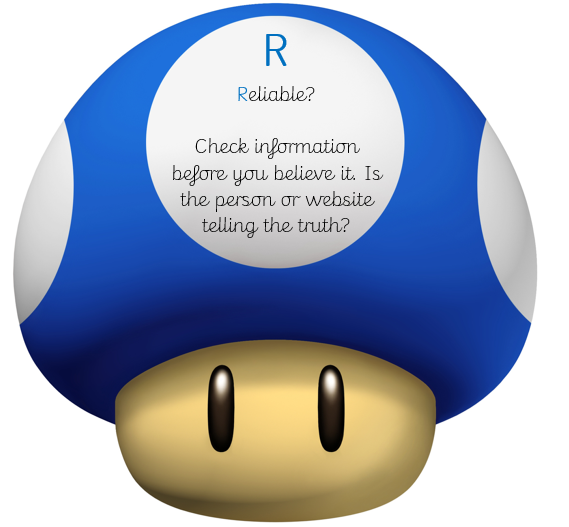 R
Reliable?
Check information
before you believe it. Is
the person or website
telling the truth?